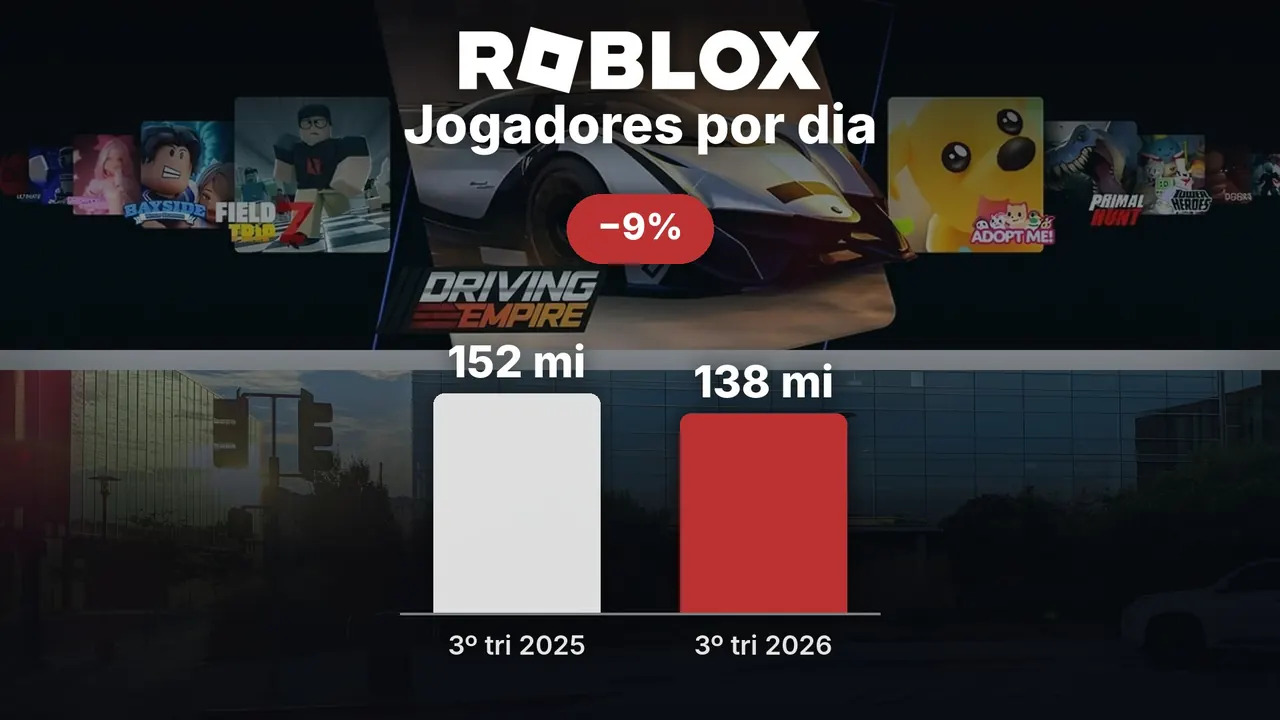 ROBLOX
Jogadores por dia
−9%
ULTIMATE
BAYSIDE
FIELD
TRIP Z
DRIVING
EMPIRE
ADOPT ME!
PRIMAL
HUNT
TOWER
HEROES
152 mi
138 mi
3º tri 2025
3º tri 2026